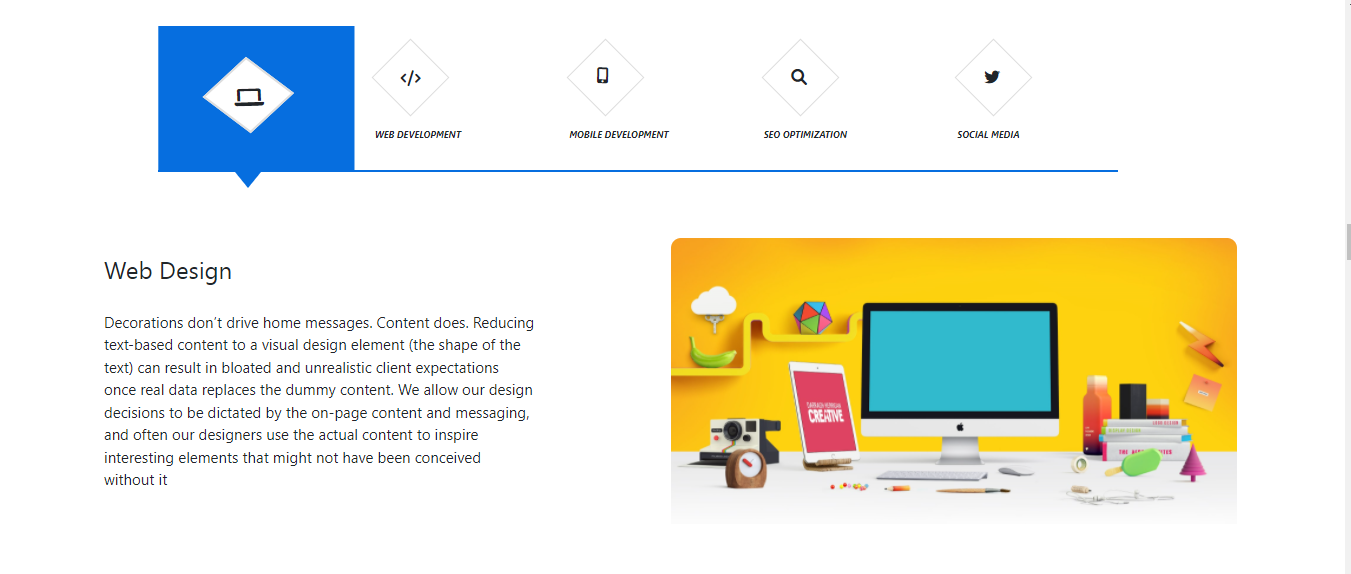 WEB DEVELOPMENT
MOBILE DEVELOPMENT
SEO OPTIMIZATION
SOCIAL MEDIA
Web Design
Decorations don't drive home messages. Content does. Reducing
text-based content to a visual design element (the shape of the
text) can result in bloated and unrealistic client expectations
once real data replaces the dummy content. We allow our design
decisions to be dictated by the on-page content and messaging,
and often our designers use the actual content to inspire
interesting elements that might not have been conceived
without it
CREATIVE